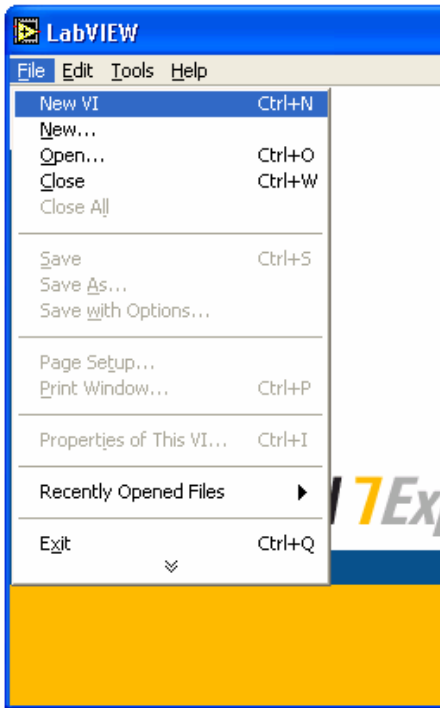 LabVIEW
File Edit Tools Help
New VI Ctrl+N
New...
Open... Ctrl+O
Close Ctrl+W
Close All
Save Ctrl+S
Save As...
Save with Options...
Page Setup...
Print Window... Ctrl+P
Properties of This VI... Ctrl+I
Recently Opened Files
7Exp
Exit Ctrl+Q